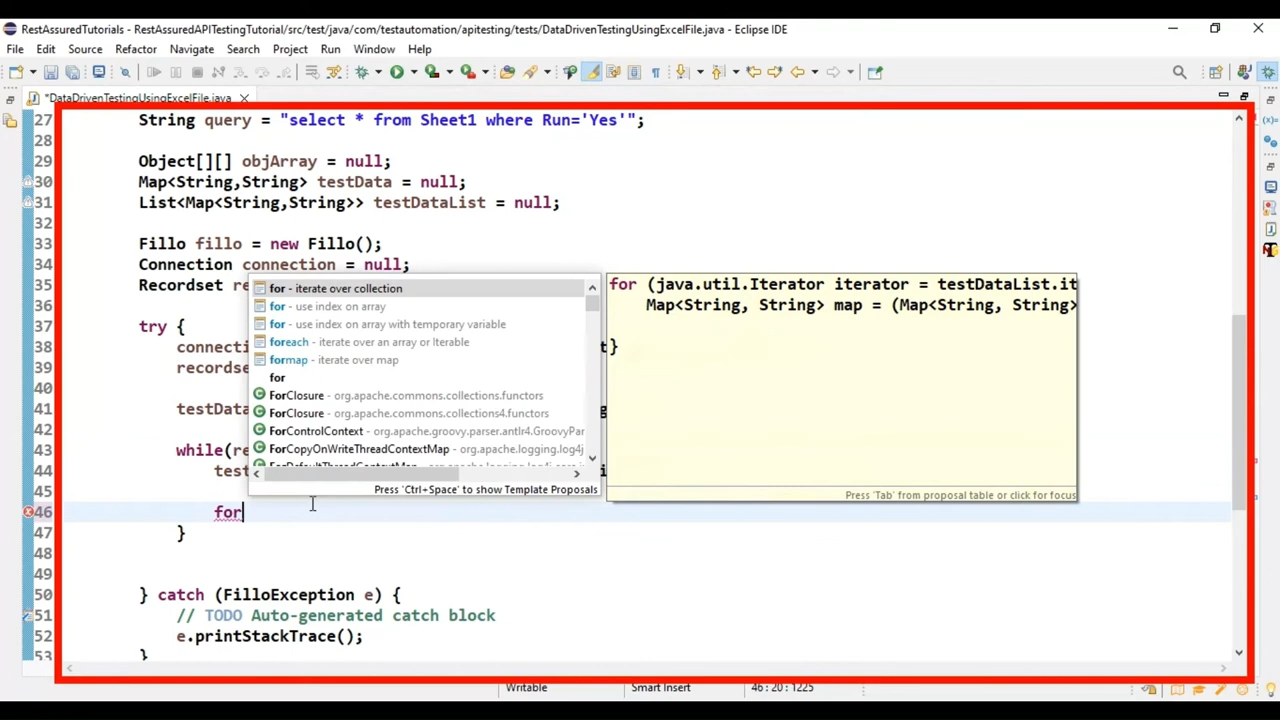 RestAssuredTutorials - RestAssuredAPITestingTutorial/src/test/java/com/testautomation/apitesting/tests/DataDrivenTestingUsingExcelFile.java - Eclipse IDE
File Edit Source Refactor Navigate Search Project Run Window Help
*DataDrivenTestingUsingExcelFile.java
27 String query = "select * from Sheet1 where Run='Yes'";
28
29 Object[][] objArray = null;
30 Map<String,String> testData = null;
31 List<Map<String,String>> testDataList = null;
32
33 Fillo fillo = new Fillo();
34 Connection connection = null;
35 Recordset re
36
37 try {
38 connecti
39 recordse
40
41 testData
42
43 while(re
44 test
45
46 for
47 }
48
49
50 } catch (FilloException e) {
51 // TODO Auto-generated catch block
52 e.printStackTrace();
53 }
for - iterate over collection
for - use index on array
for - use index on array with temporary variable
foreach - iterate over an array or Iterable
formap - iterate over map
for
ForClosure - org.apache.commons.collections.functors
ForClosure - org.apache.commons.collections4.functors
ForControlContext - org.apache.groovy.parser.antlr4.GroovyPar
ForCopyOnWriteThreadContextMap - org.apache.logging.log4j
Press 'Ctrl+Space' to show Template Proposals
for (java.util.Iterator iterator = testDataList.it
Map<String, String> map = (Map<String, String>
}
Press 'Tab' from proposal table or click for focus
Writable Smart Insert 46 : 20 : 1225